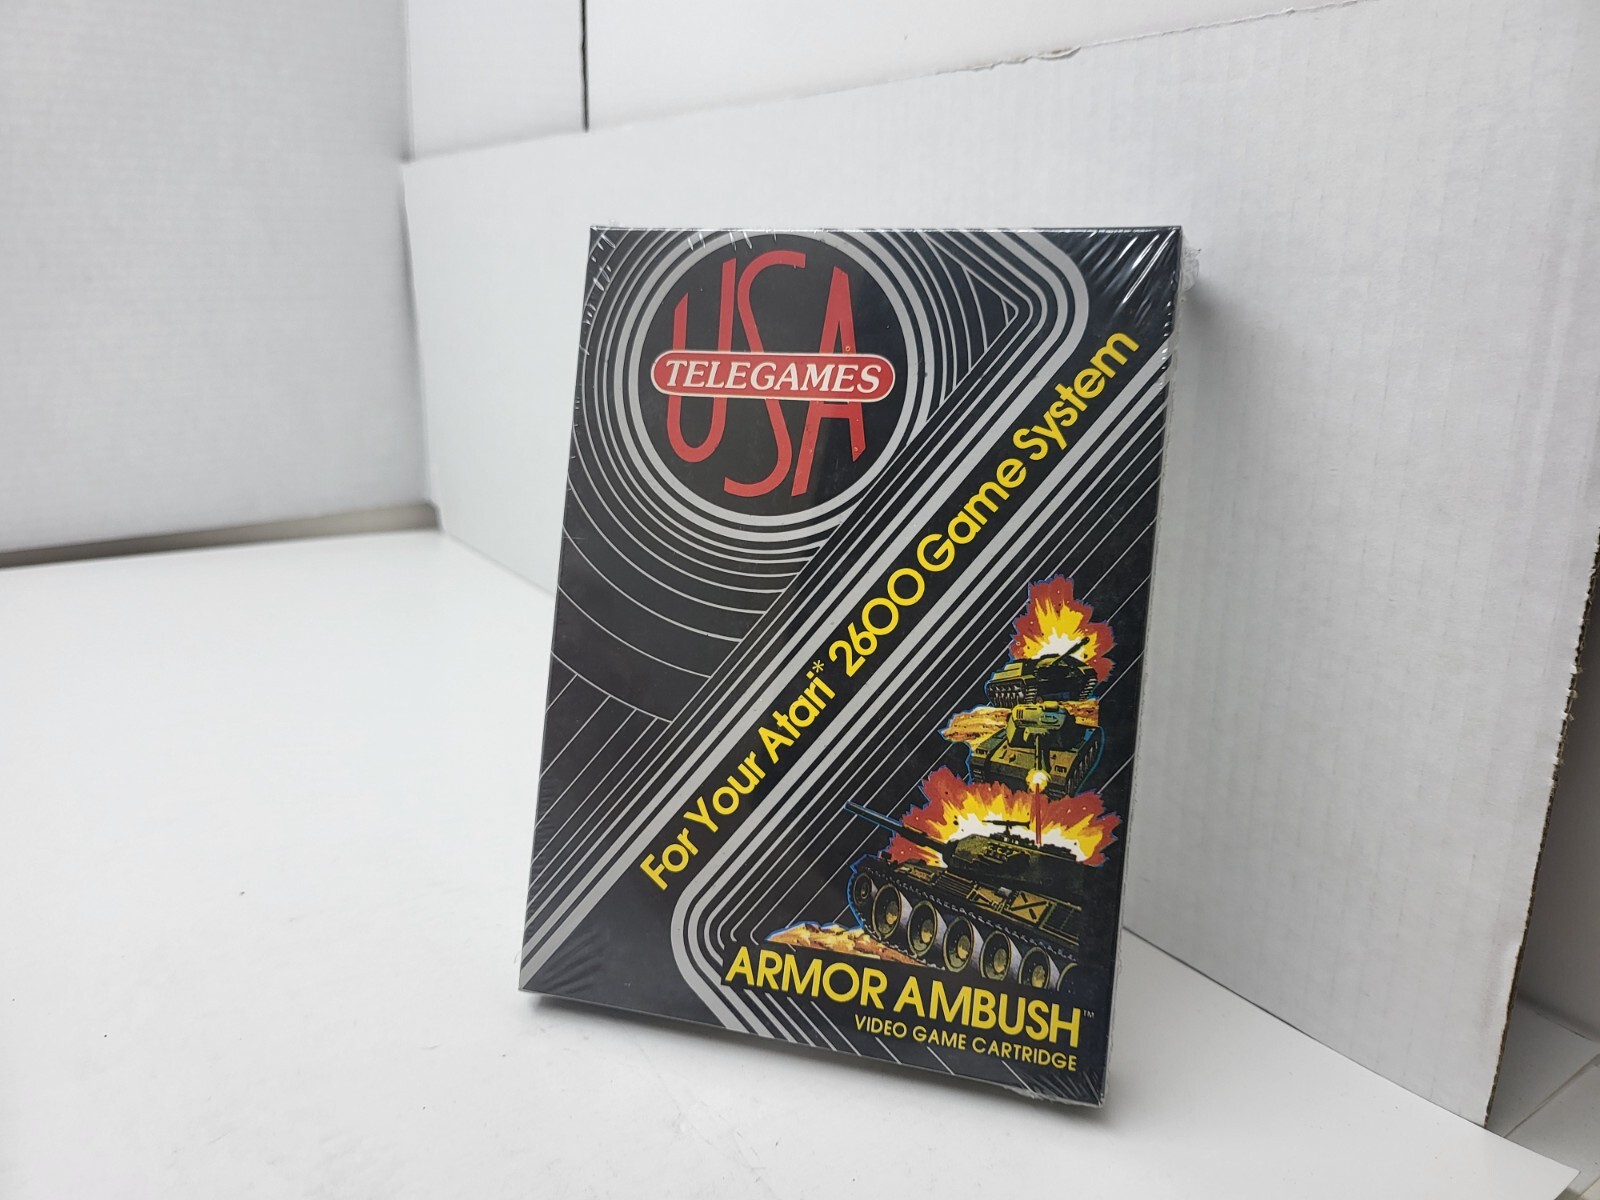 USA
TELEGAMES
For Your Atari* 2600 Game System
ARMOR AMBUSH™
VIDEO GAME CARTRIDGE